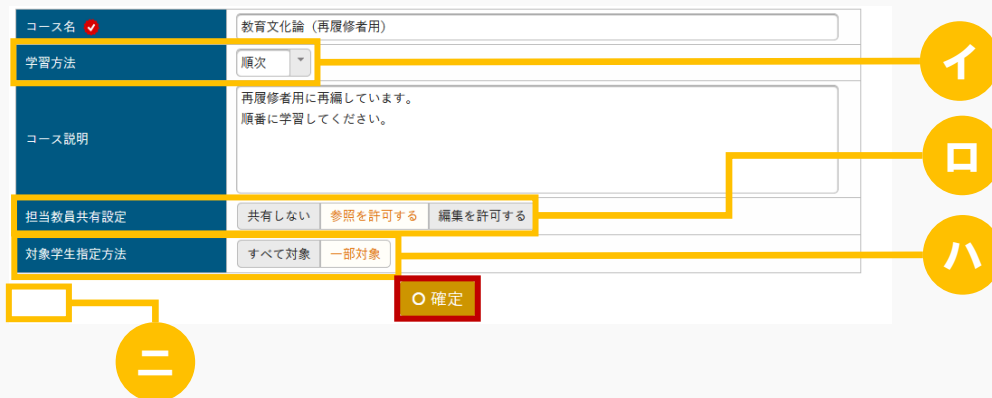 コース名
教育文化論（再履修者用）
学習方法
順次
イ
コース説明
再履修者用に再編しています。
順番に学習してください。
ロ
担当教員共有設定
共有しない 参照を許可する 編集を許可する
対象学生指定方法
すべて対象 一部対象
ハ
確定
ニ